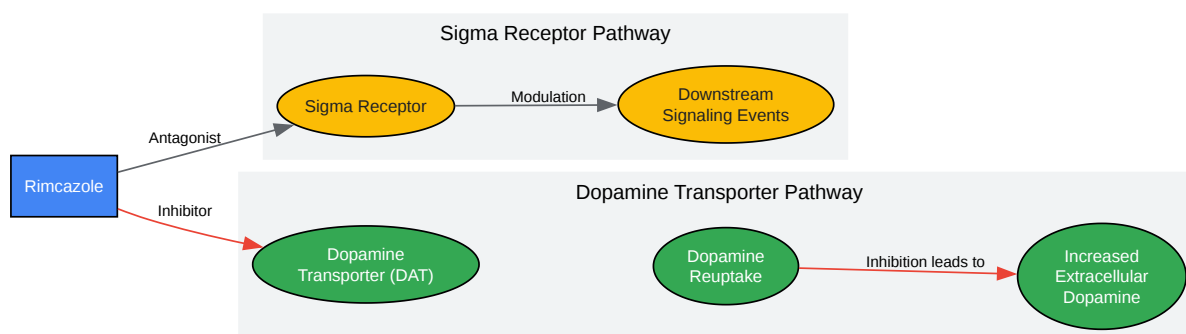 Sigma Receptor Pathway
Sigma Receptor
Modulation
Downstream
Signaling Events
Antagonist
Rimcazole
Inhibitor
Dopamine Transporter Pathway
Dopamine
Transporter (DAT)
Dopamine
Reuptake
Inhibition leads to
Increased
Extracellular
Dopamine